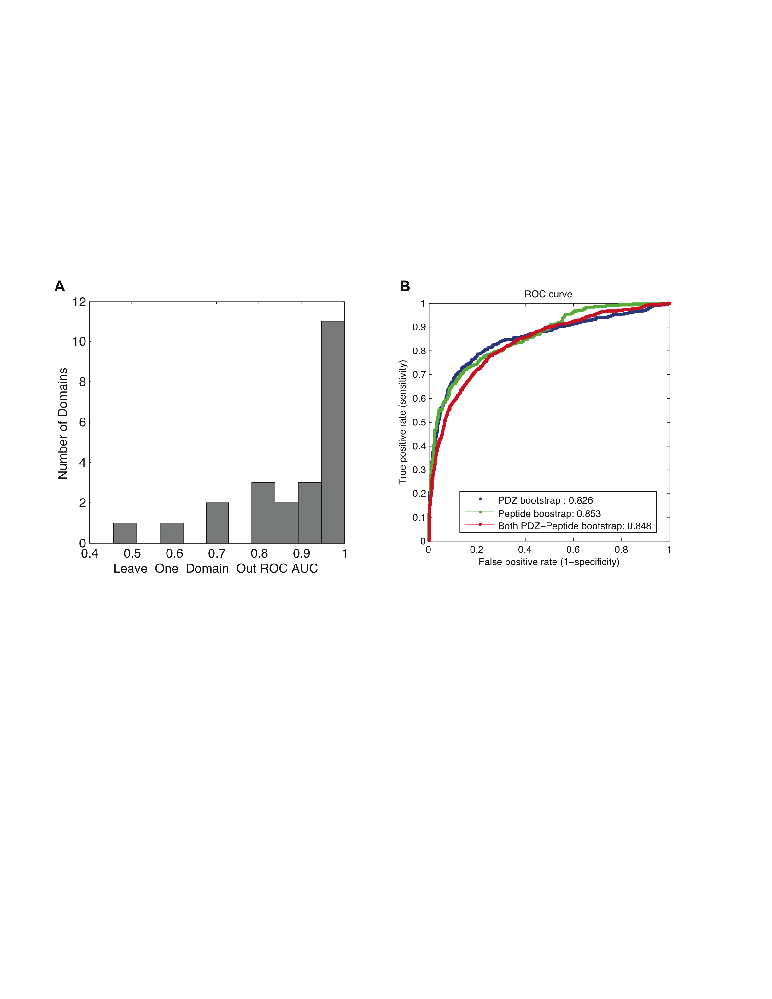 A
12
10
8
6
4
2
0
Number of Domains
0.4 0.5 0.6 0.7 0.8 0.9 1
Leave One Domain Out ROC AUC
B
ROC curve
1
0.9
0.8
0.7
0.6
0.5
0.4
0.3
0.2
0.1
0
True positive rate (sensitivity)
PDZ bootstrap : 0.826
Peptide boostrap: 0.853
Both PDZ−Peptide bootstrap: 0.848
0 0.2 0.4 0.6 0.8 1
False positive rate (1−specificity)